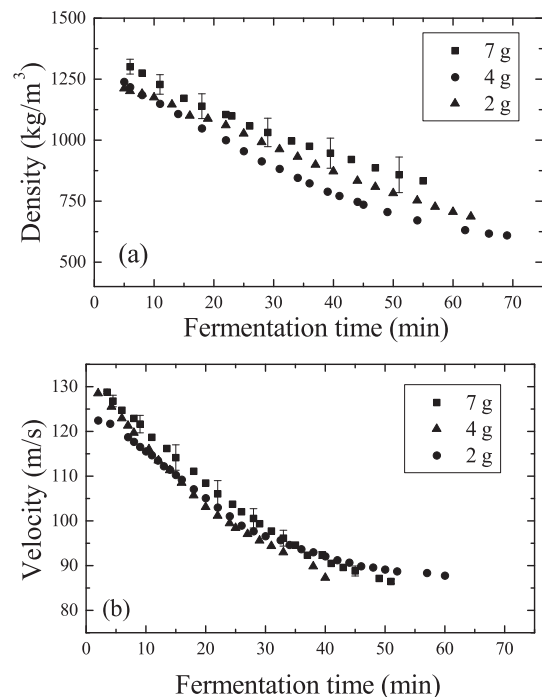 1500
1250
1000
750
500
Density (kg/m³)
7 g
4 g
2 g
(a)
0 10 20 30 40 50 60 70
Fermentation time (min)
130
120
110
100
90
80
Velocity (m/s)
7 g
4 g
2 g
(b)
0 10 20 30 40 50 60 70
Fermentation time (min)